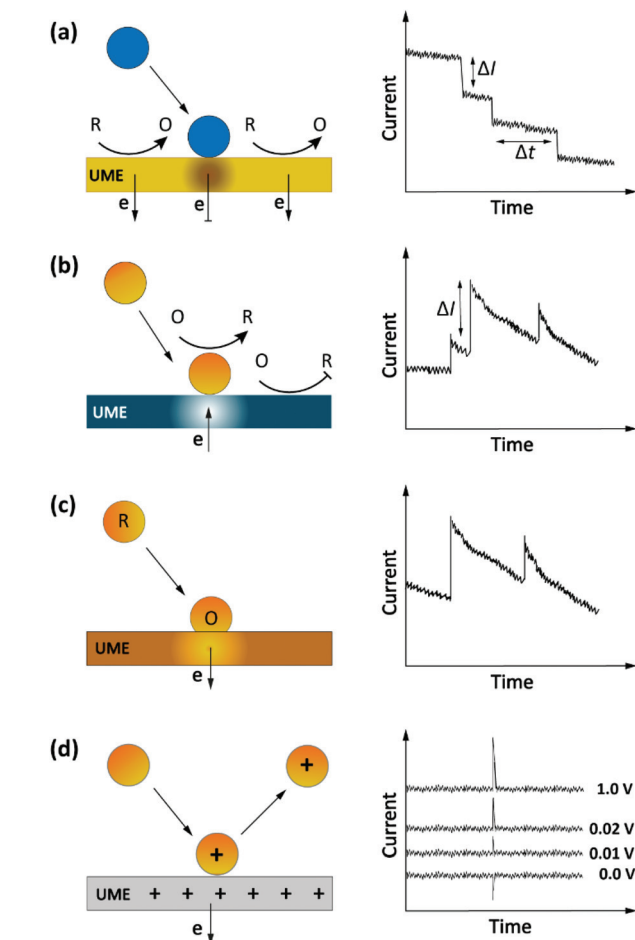 (a)
R O R O
UME
e e e
Current
ΔI
Δt
Time
(b)
O R
O R
UME
e
Current
ΔI
Time
(c)
R
O
UME
e
Current
Time
(d)
+
+
UME + + + + + +
e
Current
1.0 V
0.02 V
0.01 V
0.0 V
Time